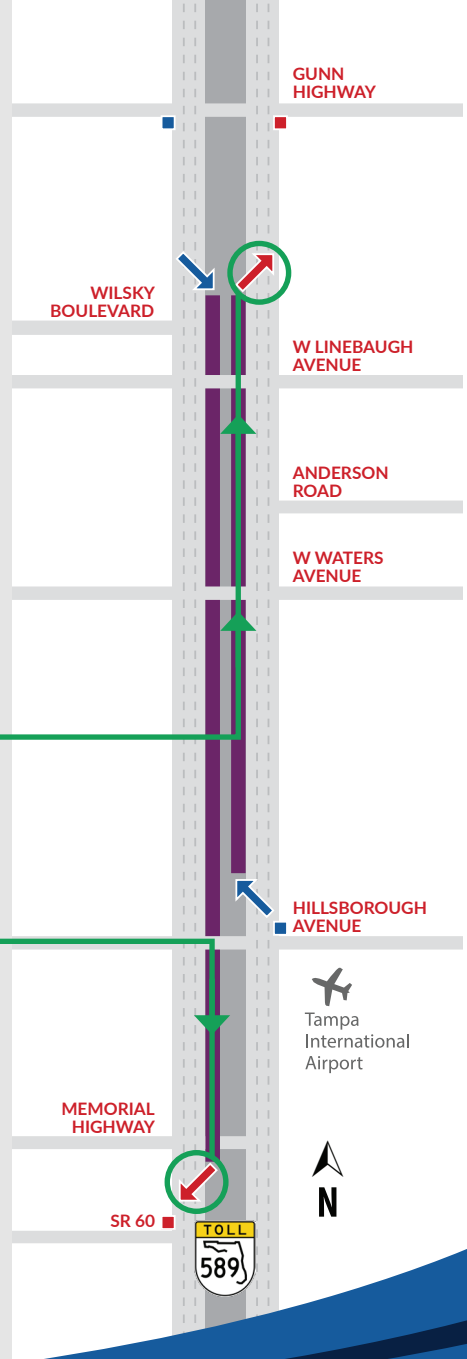 GUNN
HIGHWAY
WILSKY
BOULEVARD
W LINEBAUGH
AVENUE
ANDERSON
ROAD
W WATERS
AVENUE
HILLSBOROUGH
AVENUE
Tampa
International
Airport
MEMORIAL
HIGHWAY
N
SR 60
TOLL
589